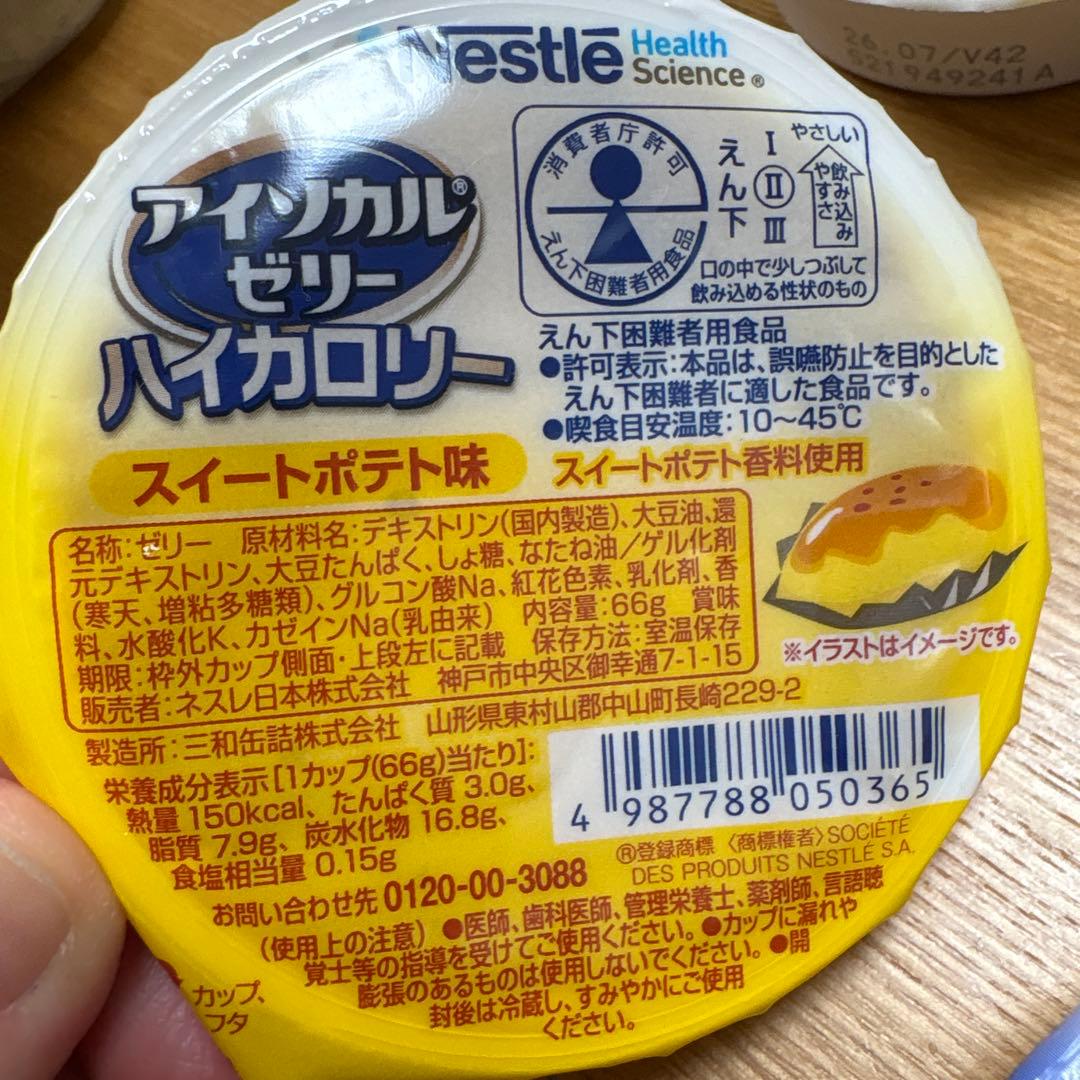 Nestlé Health Science®
26.07/V42
S21949241A
アイソカル®
ゼリー
ハイカロリー
消費者庁許可
えん下困難者用食品
えん下
I
II
III
やさしい
飲み込み
やすさ
口の中で少しつぶして
飲み込める性状のもの
えん下困難者用食品
●許可表示：本品は、誤嚥防止を目的とした
えん下困難者に適した食品です。
●喫食目安温度：10～45℃
スイートポテト味
スイートポテト香料使用
名称：ゼリー 原材料名：デキストリン(国内製造)、大豆油、還
元デキストリン、大豆たんぱく、しょ糖、なたね油／ゲル化剤
(寒天、増粘多糖類)、グルコン酸Na、紅花色素、乳化剤、香
料、水酸化K、カゼインNa(乳由来) 内容量：66g 賞味
期限：枠外カップ側面・上段左に記載 保存方法：室温保存
販売者：ネスレ日本株式会社 神戸市中央区御幸通7-1-15
※イラストはイメージです。
製造所：三和缶詰株式会社 山形県東村山郡中山町長崎229-2
栄養成分表示[1カップ(66g)当たり]：
熱量 150kcal、たんぱく質 3.0g、
脂質 7.9g、炭水化物 16.8g、
食塩相当量 0.15g
4 987788 050365
®登録商標 〈商標権者〉SOCIÉTÉ
DES PRODUITS NESTLÉ S.A.
お問い合わせ先 0120-00-3088
(使用上の注意) ●医師、歯科医師、管理栄養士、薬剤師、言語聴
覚士等の指導を受けてご使用ください。●カップに漏れや
膨張のあるものは使用しないでください。●開
封後は冷蔵し、すみやかにご使用
ください。
カップ、
フタ